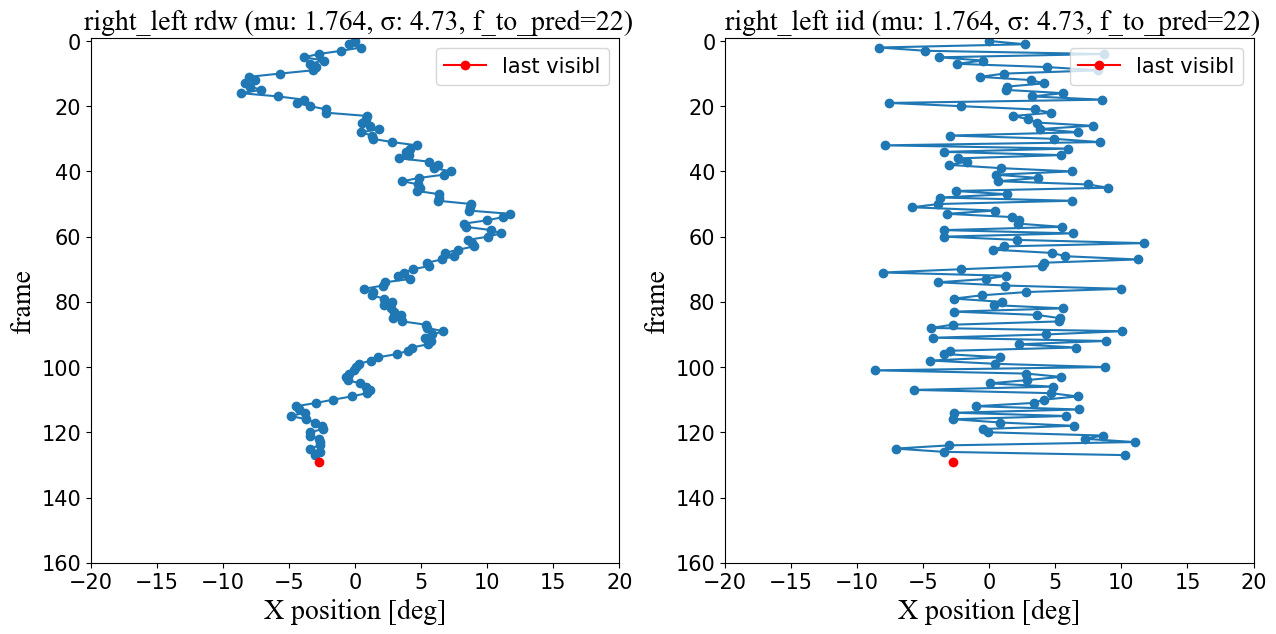 right_left rdw (mu: 1.764, σ: 4.73, f_to_pred=22)
last visibl
0
20
40
60
80
100
120
140
160
frame
−20 −15 −10 −5 0 5 10 15 20
X position [deg]
right_left iid (mu: 1.764, σ: 4.73, f_to_pred=22)
last visibl
0
20
40
60
80
100
120
140
160
frame
−20 −15 −10 −5 0 5 10 15 20
X position [deg]